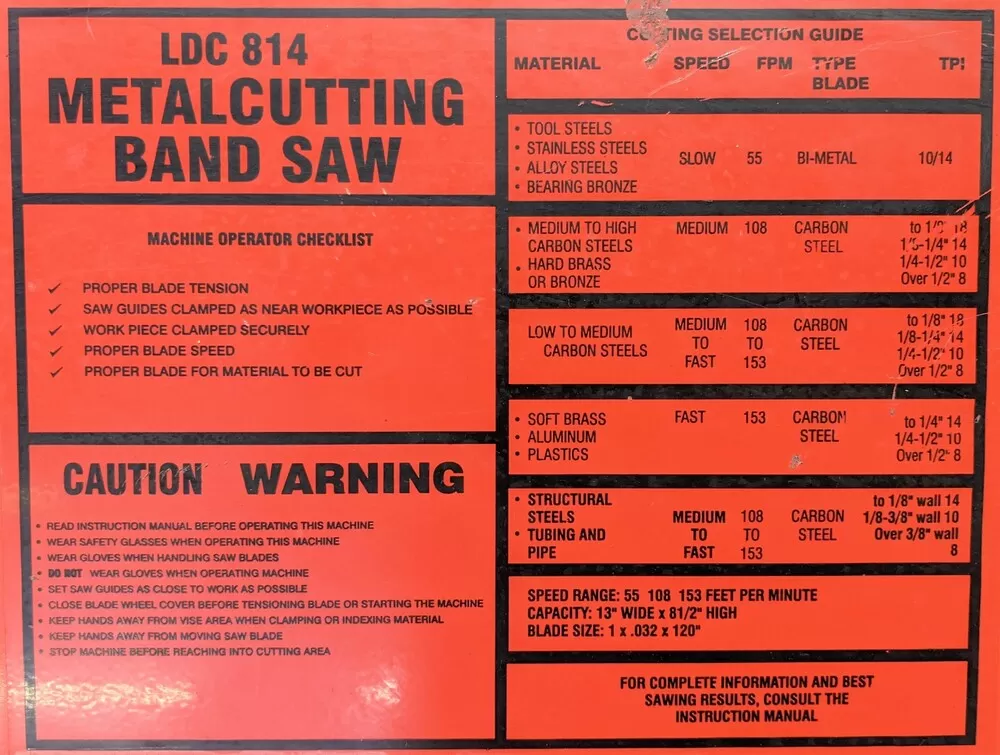 LDC 814
METALCUTTING
BAND SAW
MACHINE OPERATOR CHECKLIST
✓ PROPER BLADE TENSION
✓ SAW GUIDES CLAMPED AS NEAR WORKPIECE AS POSSIBLE
✓ WORK PIECE CLAMPED SECURELY
✓ PROPER BLADE SPEED
✓ PROPER BLADE FOR MATERIAL TO BE CUT
CAUTION WARNING
• READ INSTRUCTION MANUAL BEFORE OPERATING THIS MACHINE
• WEAR SAFETY GLASSES WHEN OPERATING THIS MACHINE
• WEAR GLOVES WHEN HANDLING SAW BLADES
• DO NOT WEAR GLOVES WHEN OPERATING MACHINE
• SET SAW GUIDES AS CLOSE TO WORK AS POSSIBLE
• CLOSE BLADE WHEEL COVER BEFORE TENSIONING BLADE OR STARTING THE MACHINE
• KEEP HANDS AWAY FROM VISE AREA WHEN CLAMPING OR INDEXING MATERIAL
• KEEP HANDS AWAY FROM MOVING SAW BLADE
• STOP MACHINE BEFORE REACHING INTO CUTTING AREA
CUTTING SELECTION GUIDE
MATERIAL SPEED FPM TYPE BLADE TPI
• TOOL STEELS
• STAINLESS STEELS
• ALLOY STEELS
• BEARING BRONZE
SLOW 55 BI-METAL 10/14
• MEDIUM TO HIGH
CARBON STEELS
• HARD BRASS
OR BRONZE
MEDIUM 108 CARBON
STEEL
18
14
1/4-1/2" 10
Over 1/2" 8
LOW TO MEDIUM
CARBON STEELS
MEDIUM 108 CARBON
TO TO STEEL
FAST 153
to 1/8" 18
1/8-1/4" 14
1/4-1/2" 10
Over 1/2" 8
• SOFT BRASS
• ALUMINUM
• PLASTICS
FAST 153 CARBON
STEEL
to 1/4" 14
1/4-1/2" 10
Over 1/2" 8
• STRUCTURAL
STEELS
• TUBING AND
PIPE
MEDIUM 108 CARBON
TO TO STEEL
FAST 153
to 1/8" wall 14
1/8-3/8" wall 10
Over 3/8" wall
8
SPEED RANGE: 55 108 153 FEET PER MINUTE
CAPACITY: 13" WIDE x 81/2" HIGH
BLADE SIZE: 1 x .032 x 120"
FOR COMPLETE INFORMATION AND BEST
SAWING RESULTS, CONSULT THE
INSTRUCTION MANUAL